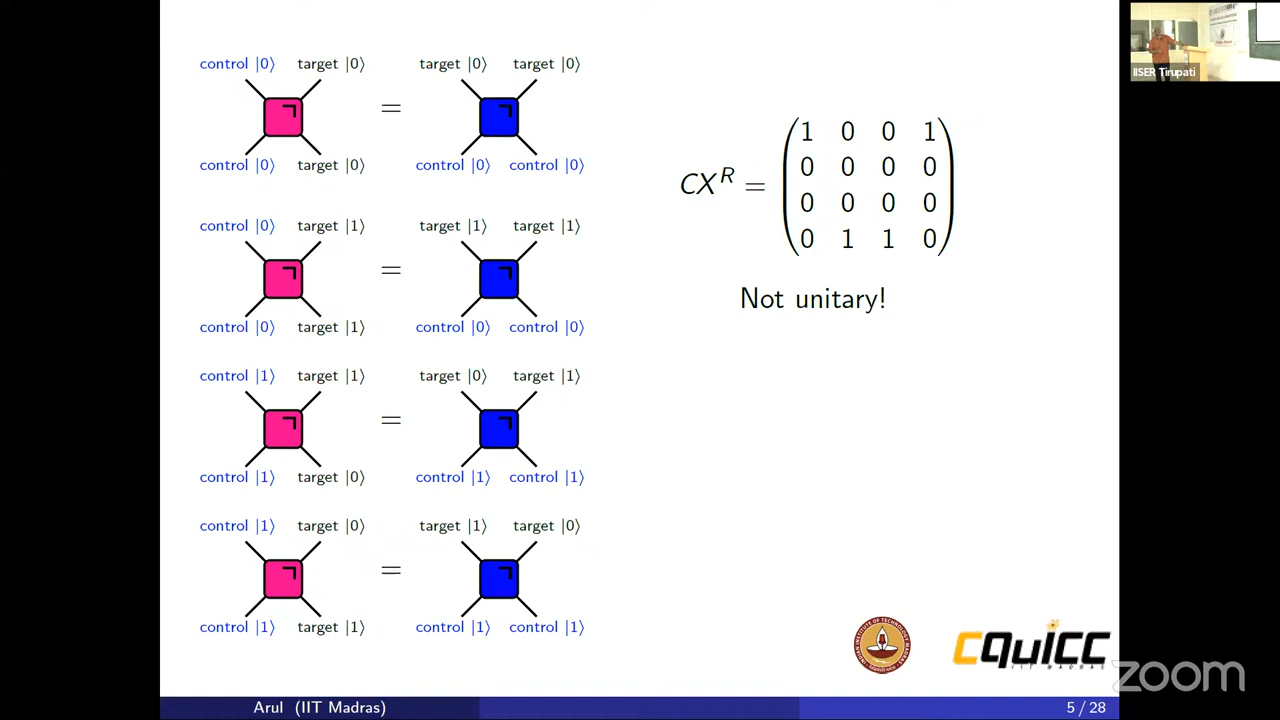 control |0⟩ target |0⟩ target |0⟩ target |0⟩
=
control |0⟩ target |0⟩ control |0⟩ control |0⟩
control |0⟩ target |1⟩ target |1⟩ target |1⟩
=
control |0⟩ target |1⟩ control |0⟩ control |0⟩
control |1⟩ target |1⟩ target |0⟩ target |1⟩
=
control |1⟩ target |0⟩ control |1⟩ control |1⟩
control |1⟩ target |0⟩ target |1⟩ target |0⟩
=
control |1⟩ target |1⟩ control |1⟩ control |1⟩
1 0 0 1
0 0 0 0
CX^R =
0 0 0 0
0 1 1 0
Not unitary!
IISER Tirupati
CQuICC
IIT MADRAS
zoom
Arul (IIT Madras)
5 / 28